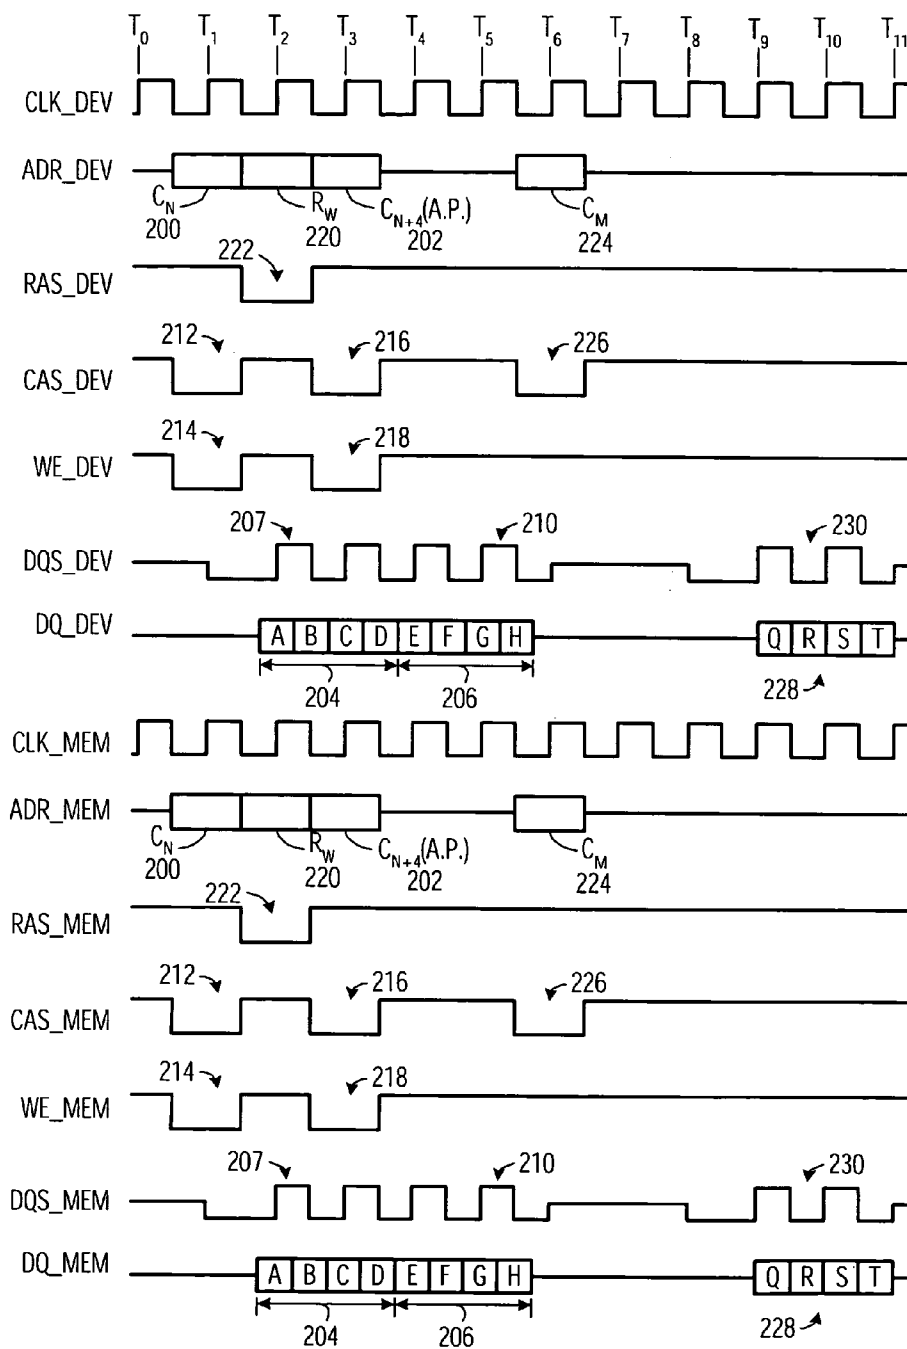 T0 T1 T2 T3 T4 T5 T6 T7 T8 T9 T10 T11
CLK_DEV
ADR_DEV
CN RW CN+4(A.P.) CM
200 220 202 224
222
RAS_DEV
212 216 226
CAS_DEV
214 218
WE_DEV
207 210 230
DQS_DEV
DQ_DEV A B C D E F G H Q R S T
204 206 228
CLK_MEM
ADR_MEM
CN RW CN+4(A.P.) CM
200 220 202 224
222
RAS_MEM
212 216 226
CAS_MEM
214 218
WE_MEM
207 210 230
DQS_MEM
DQ_MEM A B C D E F G H Q R S T
204 206 228